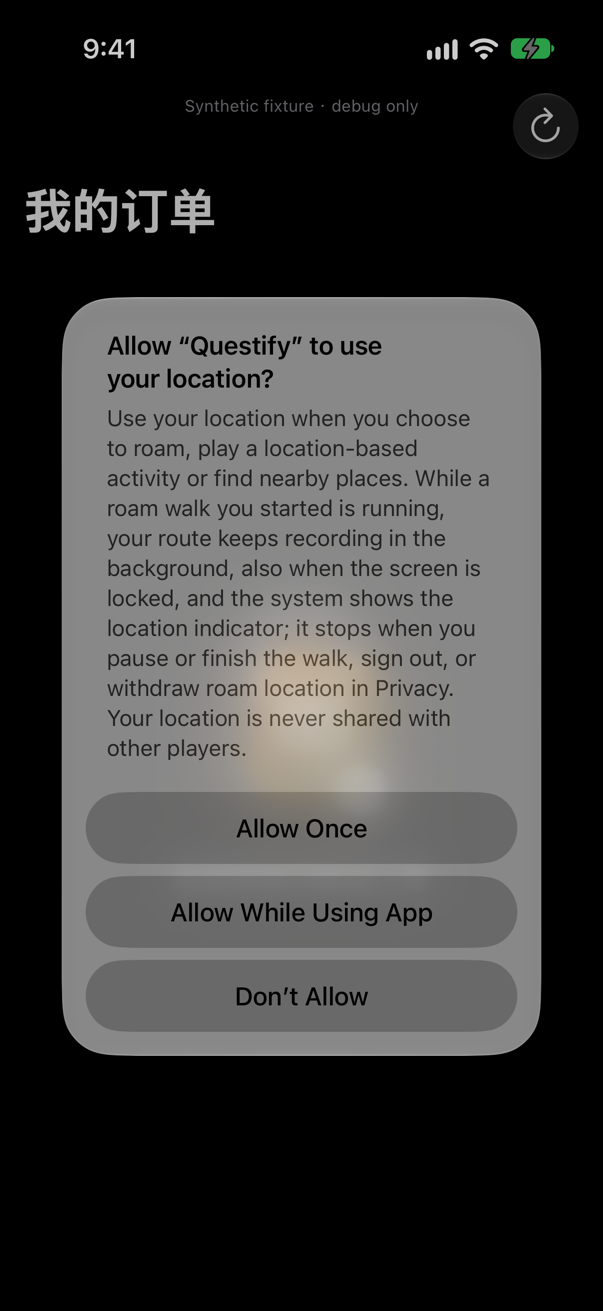 9:41
Synthetic fixture · debug only
我的订单
Allow “Questify” to use
your location?
Use your location when you choose
to roam, play a location-based
activity or find nearby places. While a
roam walk you started is running,
your route keeps recording in the
background, also when the screen is
locked, and the system shows the
location indicator; it stops when you
pause or finish the walk, sign out, or
withdraw roam location in Privacy.
Your location is never shared with
other players.
Allow Once
Allow While Using App
Don’t Allow